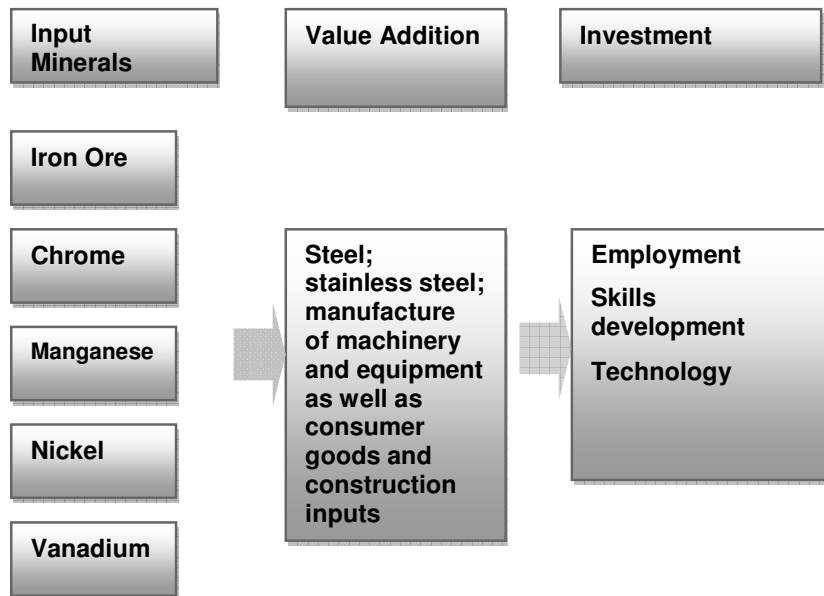 Input
Minerals
Value Addition
Investment
Iron Ore
Chrome
Manganese
Nickel
Vanadium
Steel;
stainless steel;
manufacture
of machinery
and equipment
as well as
consumer
goods and
construction
inputs
Employment
Skills
development
Technology